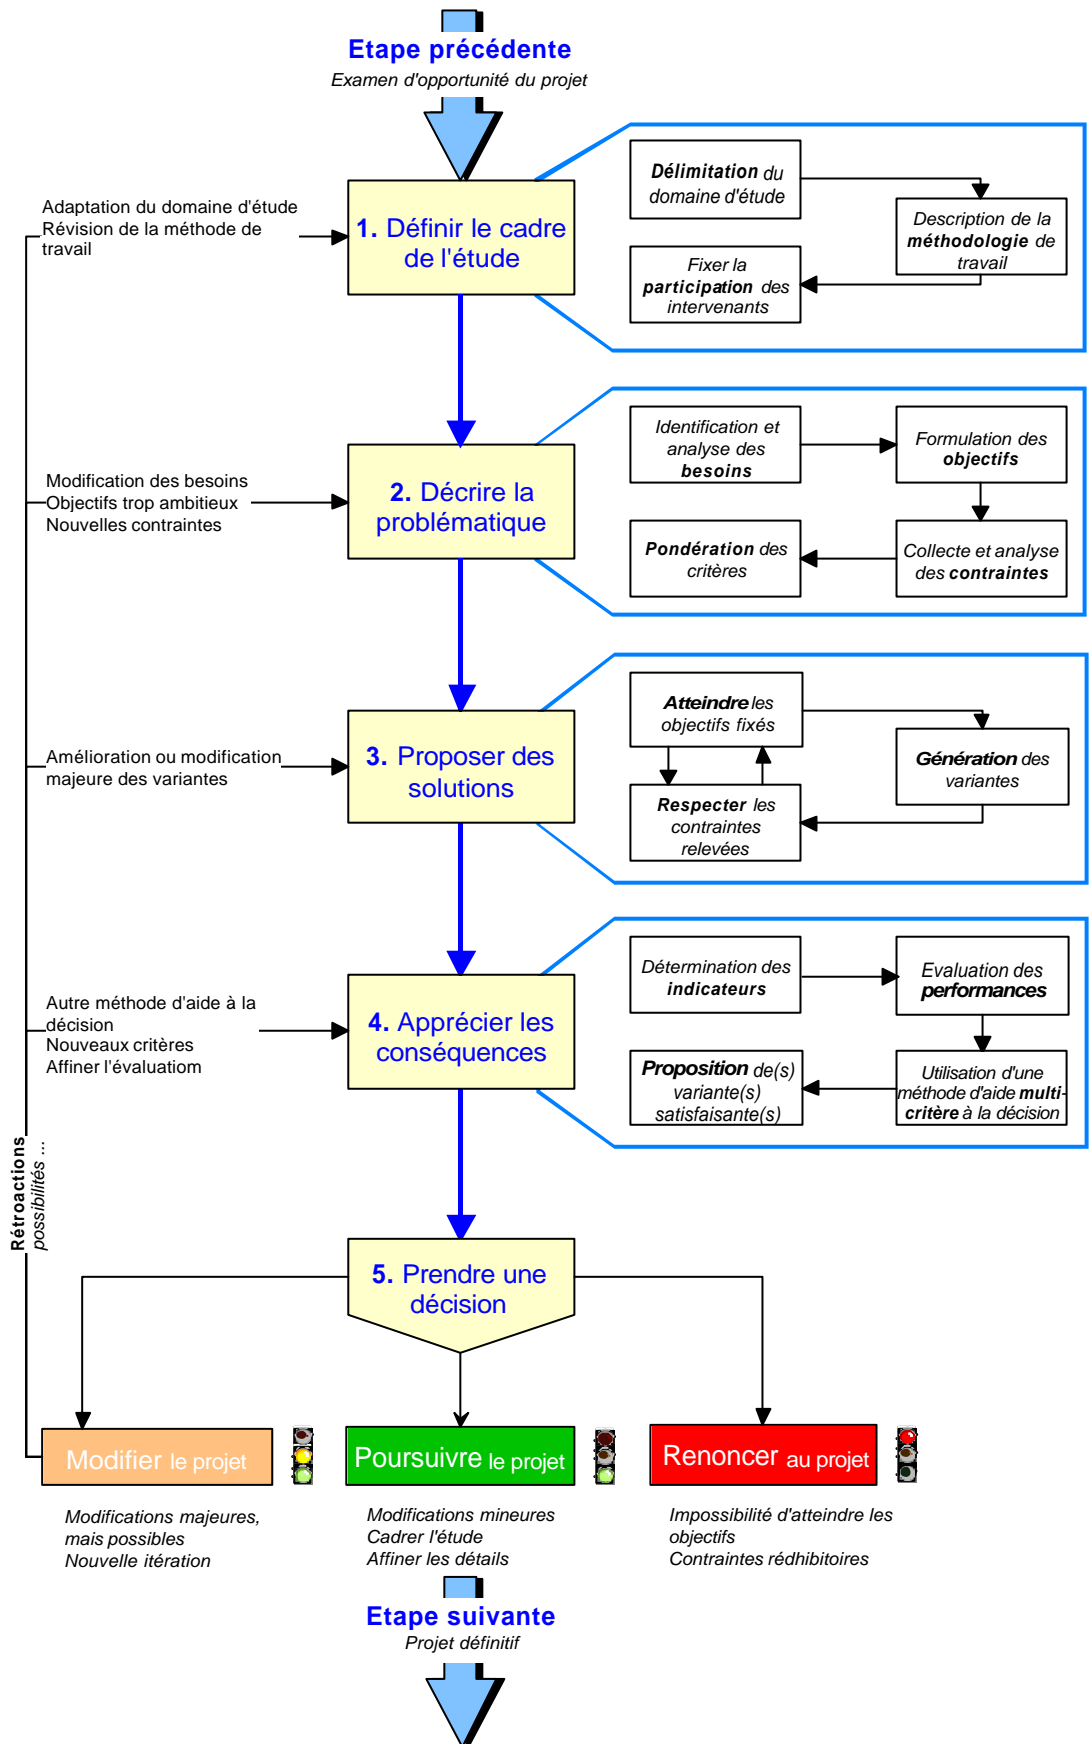 Etape précédente
Examen d'opportunité du projet
Adaptation du domaine d'étude
Révision de la méthode de
travail
1. Définir le cadre
de l'étude
Délimitation du
domaine d'étude
Description de la
méthodologie de
travail
Fixer la
participation des
intervenants
Modification des besoins
Objectifs trop ambitieux
Nouvelles contraintes
2. Décrire la
problématique
Identification et
analyse des
besoins
Formulation des
objectifs
Pondération des
critères
Collecte et analyse
des contraintes
Amélioration ou modification
majeure des variantes
3. Proposer des
solutions
Atteindre les
objectifs fixés
Génération des
variantes
Respecter les
contraintes
relevées
Autre méthode d'aide à la
décision
Nouveaux critères
Affiner l'évaluatiom
4. Apprécier les
conséquences
Détermination des
indicateurs
Evaluation des
performances
Proposition de(s)
variante(s)
satisfaisante(s)
Utilisation d'une
méthode d'aide multi-
critère à la décision
Rétroactions
possibilités ...
5. Prendre une
décision
Modifier le projet
Poursuivre le projet
Renoncer au projet
Modifications majeures,
mais possibles
Nouvelle itération
Modifications mineures
Cadrer l'étude
Affiner les détails
Impossibilité d'atteindre les
objectifs
Contraintes rédhibitoires
Etape suivante
Projet définitif